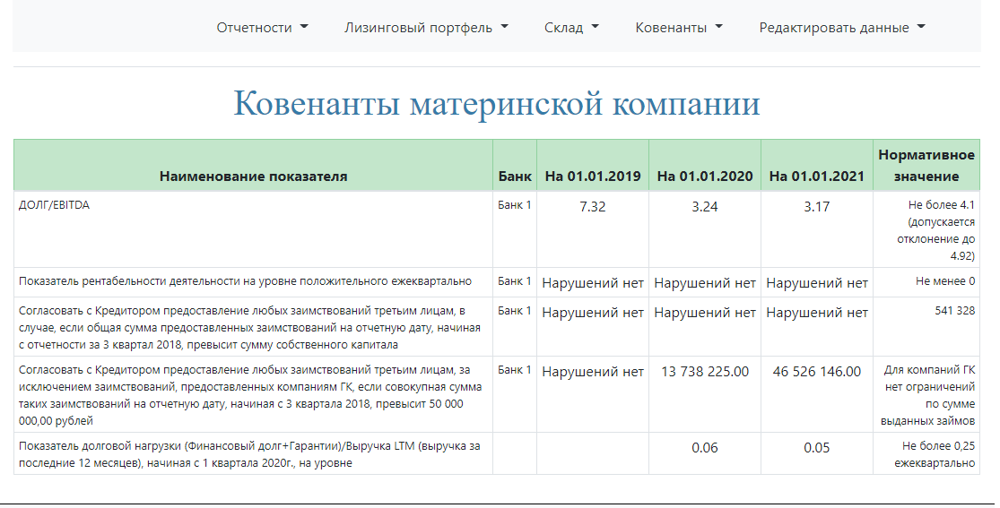 Отчетности Лизинговый портфель Склад Ковенанты Редактировать данные
Ковенанты материнской компании
Наименование показателя Банк На 01.01.2019 На 01.01.2020 На 01.01.2021 Нормативное значение
ДОЛГ/EBITDA Банк 1 7.32 3.24 3.17 Не более 4.1
(допускается
отклонение до
4.92)
Показатель рентабельности деятельности на уровне положительного ежеквартально Банк 1 Нарушений нет Нарушений нет Нарушений нет Не менее 0
Согласовать с Кредитором предоставление любых заимствований третьим лицам, в Банк 1 Нарушений нет Нарушений нет Нарушений нет 541 328
случае, если общая сумма предоставленных заимствований на отчетную дату, начиная
с отчетности за 3 квартал 2018, превысит сумму собственного капитала
Согласовать с Кредитором предоставление любых заимствований третьим лицам, за Банк 1 Нарушений нет 13 738 225.00 46 526 146.00 Для компаний ГК
исключением заимствований, предоставленных компаниям ГК, если совокупная сумма нет ограничений
таких заимствований на отчетную дату, начиная с 3 квартала 2018, превысит 50 000 по сумме
000,00 рублей выданных займов
Показатель долговой нагрузки (Финансовый долг+Гарантии)/Выручка LTM (выручка за 0.06 0.05 Не более 0,25
последние 12 месяцев), начиная с 1 квартала 2020г., на уровне ежеквартально